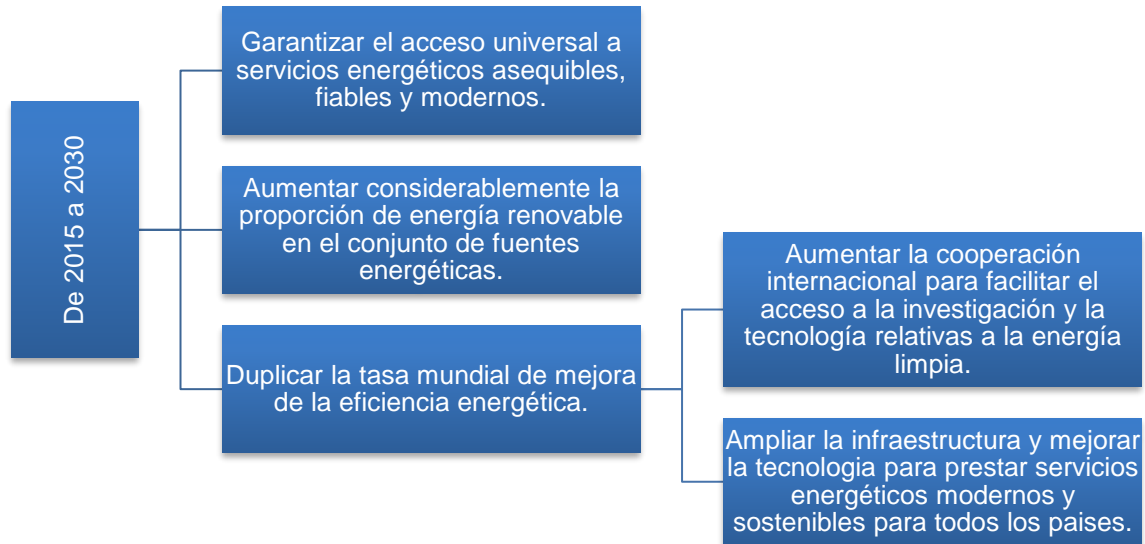 De 2015 a 2030
Garantizar el acceso universal a
servicios energéticos asequibles,
fiables y modernos.
Aumentar considerablemente la
proporción de energía renovable
en el conjunto de fuentes
energéticas.
Duplicar la tasa mundial de mejora
de la eficiencia energética.
Aumentar la cooperación
internacional para facilitar el
acceso a la investigación y la
tecnología relativas a la energía
limpia.
Ampliar la infraestructura y mejorar
la tecnologia para prestar servicios
energéticos modernos y
sostenibles para todos los paises.